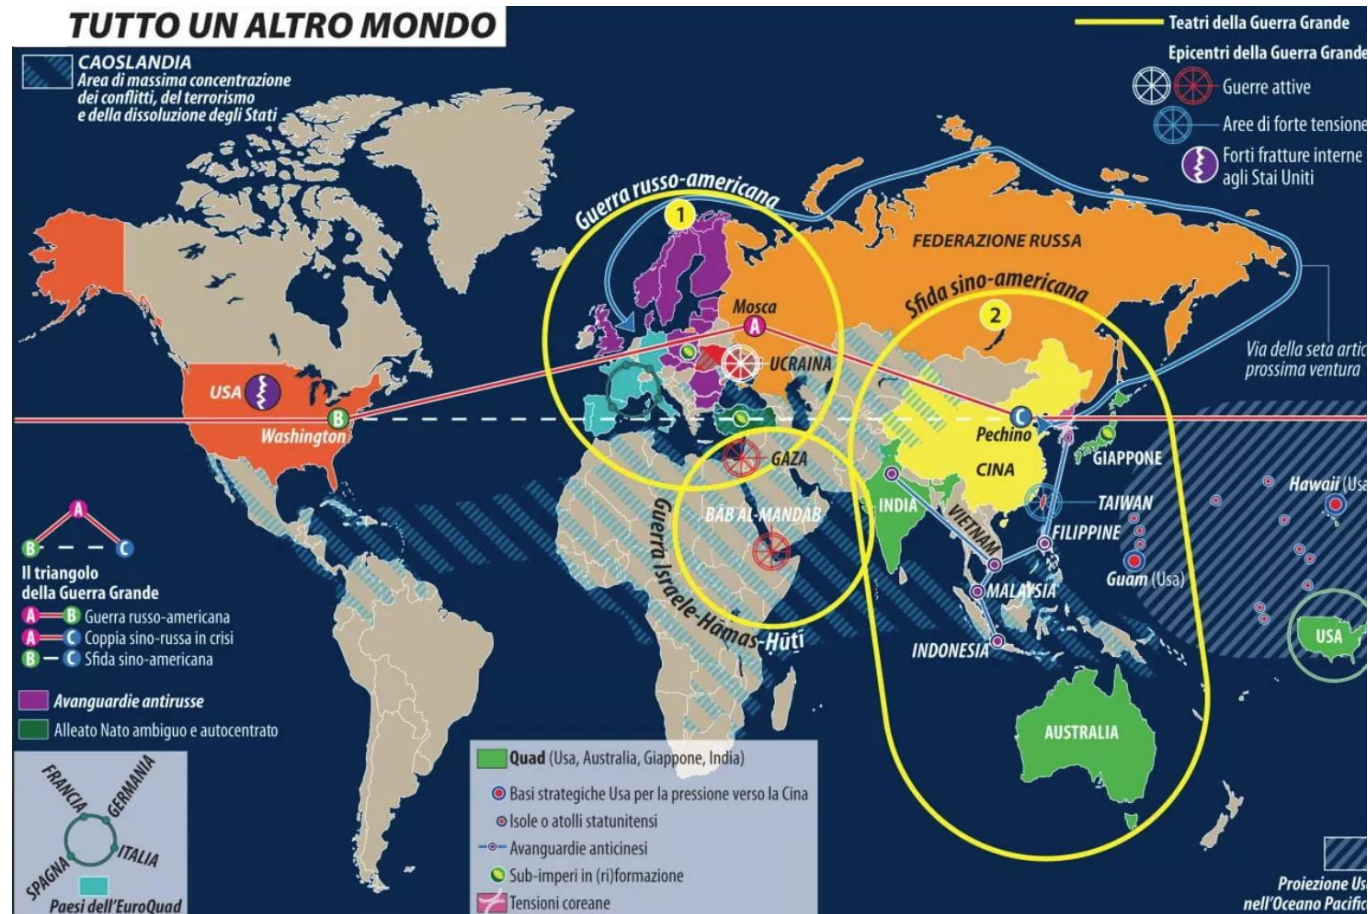 TUTTO UN ALTRO MONDO
CAOSLANDIA
Area di massima concentrazione
dei conflitti, del terrorismo
e della dissoluzione degli Stati
Teatri della Guerra Grande
Epicentri della Guerra Grande
Guerre attive
Aree di forte tensione
Forti fratture interne
agli Stai Uniti
Guerra russo-americana
1
FEDERAZIONE RUSSA
Sfida sino-americana
2
Mosca
A
UCRAINA
Via della seta artic
prossima ventura
USA
B
Washington
C
Pechino
CINA
GIAPPONE
GAZA
BAB AL-MANDAB
Guerra Israele-Hamas-Hūṯī
INDIA
VIETNAM
TAIWAN
FILIPPINE
MALAYSIA
INDONESIA
AUSTRALIA
Hawaii (Usa
Guam (Usa)
USA
A
B
C
Il triangolo
della Guerra Grande
A B Guerra russo-americana
A C Coppia sino-russa in crisi
B C Sfida sino-americana
Avanguardie antirusse
Alleato Nato ambiguo e autocentrato
FRANCIA
GERMANIA
SPAGNA
ITALIA
Paesi dell'EuroQuad
Quad (Usa, Australia, Giappone, India)
Basi strategiche Usa per la pressione verso la Cina
Isole o atolli statunitensi
Avanguardie anticinesi
Sub-imperi in (ri)formazione
Tensioni coreane
Proiezione Us
nell'Oceano Pacific